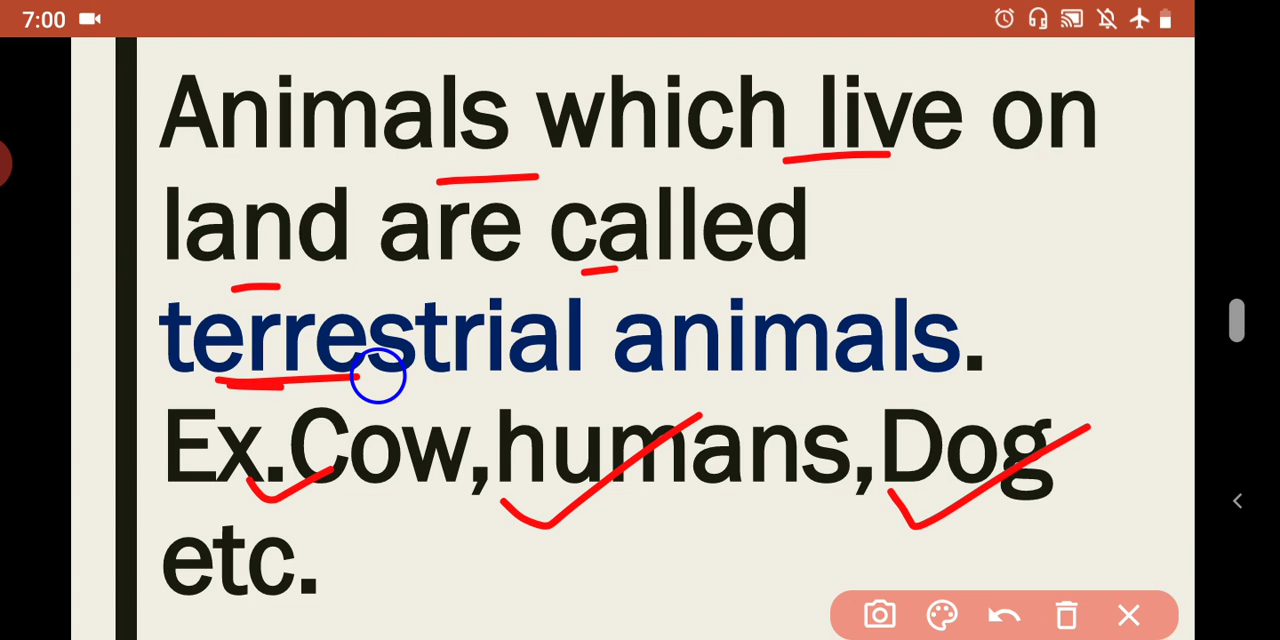 7:00
Animals which live on
land are called
terrestrial animals.
Ex.Cow,humans,Dog
etc.